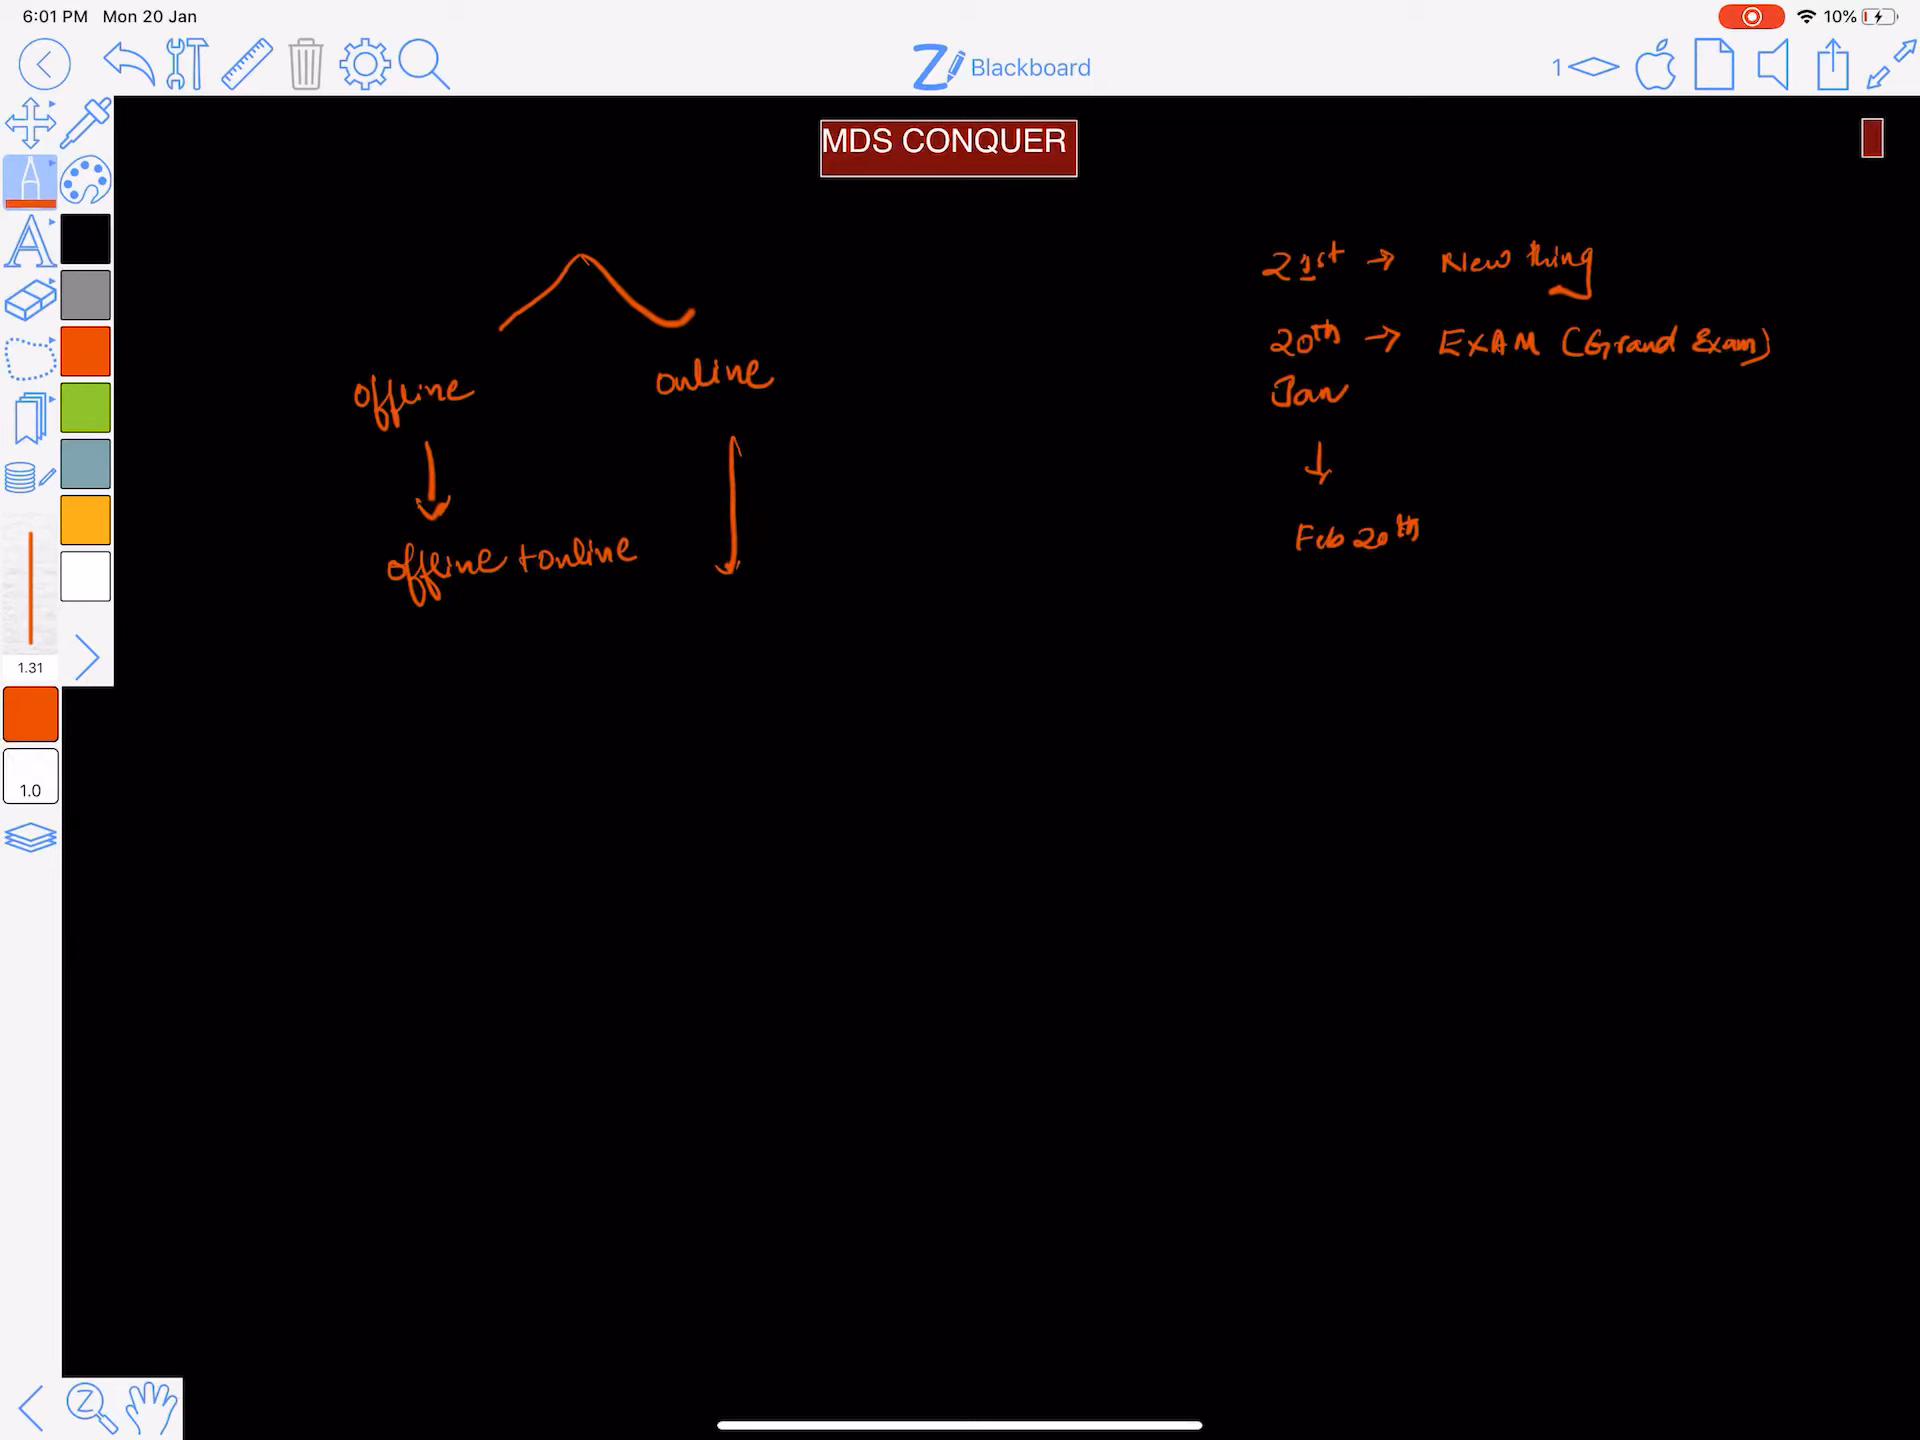 6:01 PM Mon 20 Jan
10%
Z Blackboard
1
MDS CONQUER
offline
online
offline + online
21st → New thing
20th → EXAM (Grand Exam)
Jan
↓
Feb 20th
1.31
1.0